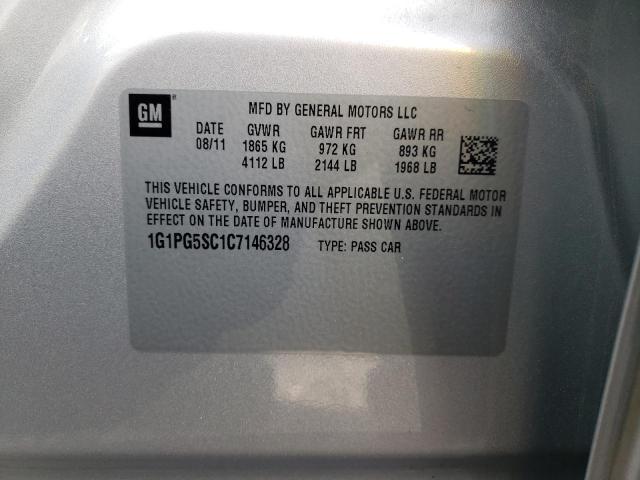 GM ®
MFD BY GENERAL MOTORS LLC
DATE GVWR GAWR FRT GAWR RR
08/11 1865 KG 972 KG 893 KG
4112 LB 2144 LB 1968 LB
THIS VEHICLE CONFORMS TO ALL APPLICABLE U.S. FEDERAL MOTOR
VEHICLE SAFETY, BUMPER, AND THEFT PREVENTION STANDARDS IN
EFFECT ON THE DATE OF MANUFACTURE SHOWN ABOVE.
1G1PG5SC1C7146328 TYPE: PASS CAR